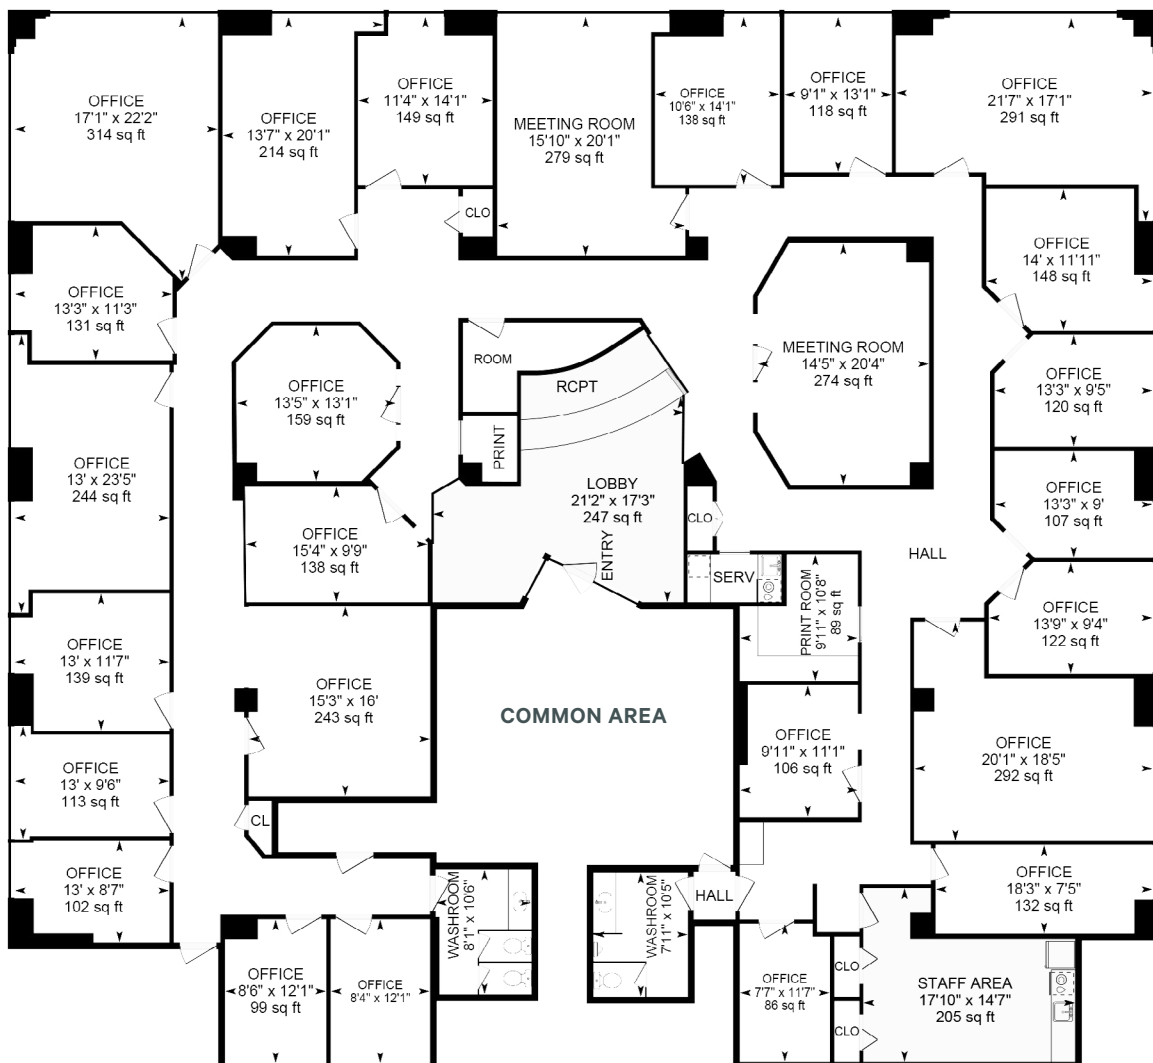 OFFICE
17'1" x 22'2"
314 sq ft
OFFICE
13'7" x 20'1"
214 sq ft
OFFICE
11'4" x 14'1"
149 sq ft
MEETING ROOM
15'10" x 20'1"
279 sq ft
OFFICE
10'6" x 14'1"
138 sq ft
OFFICE
9'1" x 13'1"
118 sq ft
OFFICE
21'7" x 17'1"
291 sq ft
CLO
OFFICE
14' x 11'11"
148 sq ft
OFFICE
13'3" x 11'3"
131 sq ft
ROOM
RCPT
MEETING ROOM
14'5" x 20'4"
274 sq ft
OFFICE
13'3" x 9'5"
120 sq ft
OFFICE
13'5" x 13'1"
159 sq ft
PRINT
OFFICE
13' x 23'5"
244 sq ft
LOBBY
21'2" x 17'3"
247 sq ft
OFFICE
13'3" x 9'
107 sq ft
CLO
OFFICE
15'4" x 9'9"
138 sq ft
ENTRY
HALL
SERV
PRINT ROOM
9'11" x 10'8"
89 sq ft
OFFICE
13'9" x 9'4"
122 sq ft
OFFICE
13' x 11'7"
139 sq ft
OFFICE
15'3" x 16'
243 sq ft
COMMON AREA
OFFICE
9'11" x 11'1"
106 sq ft
OFFICE
20'1" x 18'5"
292 sq ft
OFFICE
13' x 9'6"
113 sq ft
CL
OFFICE
13' x 8'7"
102 sq ft
WASHROOM
8'1" x 10'6"
WASHROOM
7'11" x 10'5"
HALL
OFFICE
18'3" x 7'5"
132 sq ft
OFFICE
8'6" x 12'1"
99 sq ft
OFFICE
8'4" x 12'1"
OFFICE
7'7" x 11'7"
86 sq ft
CLO
STAFF AREA
17'10" x 14'7"
205 sq ft
CLO